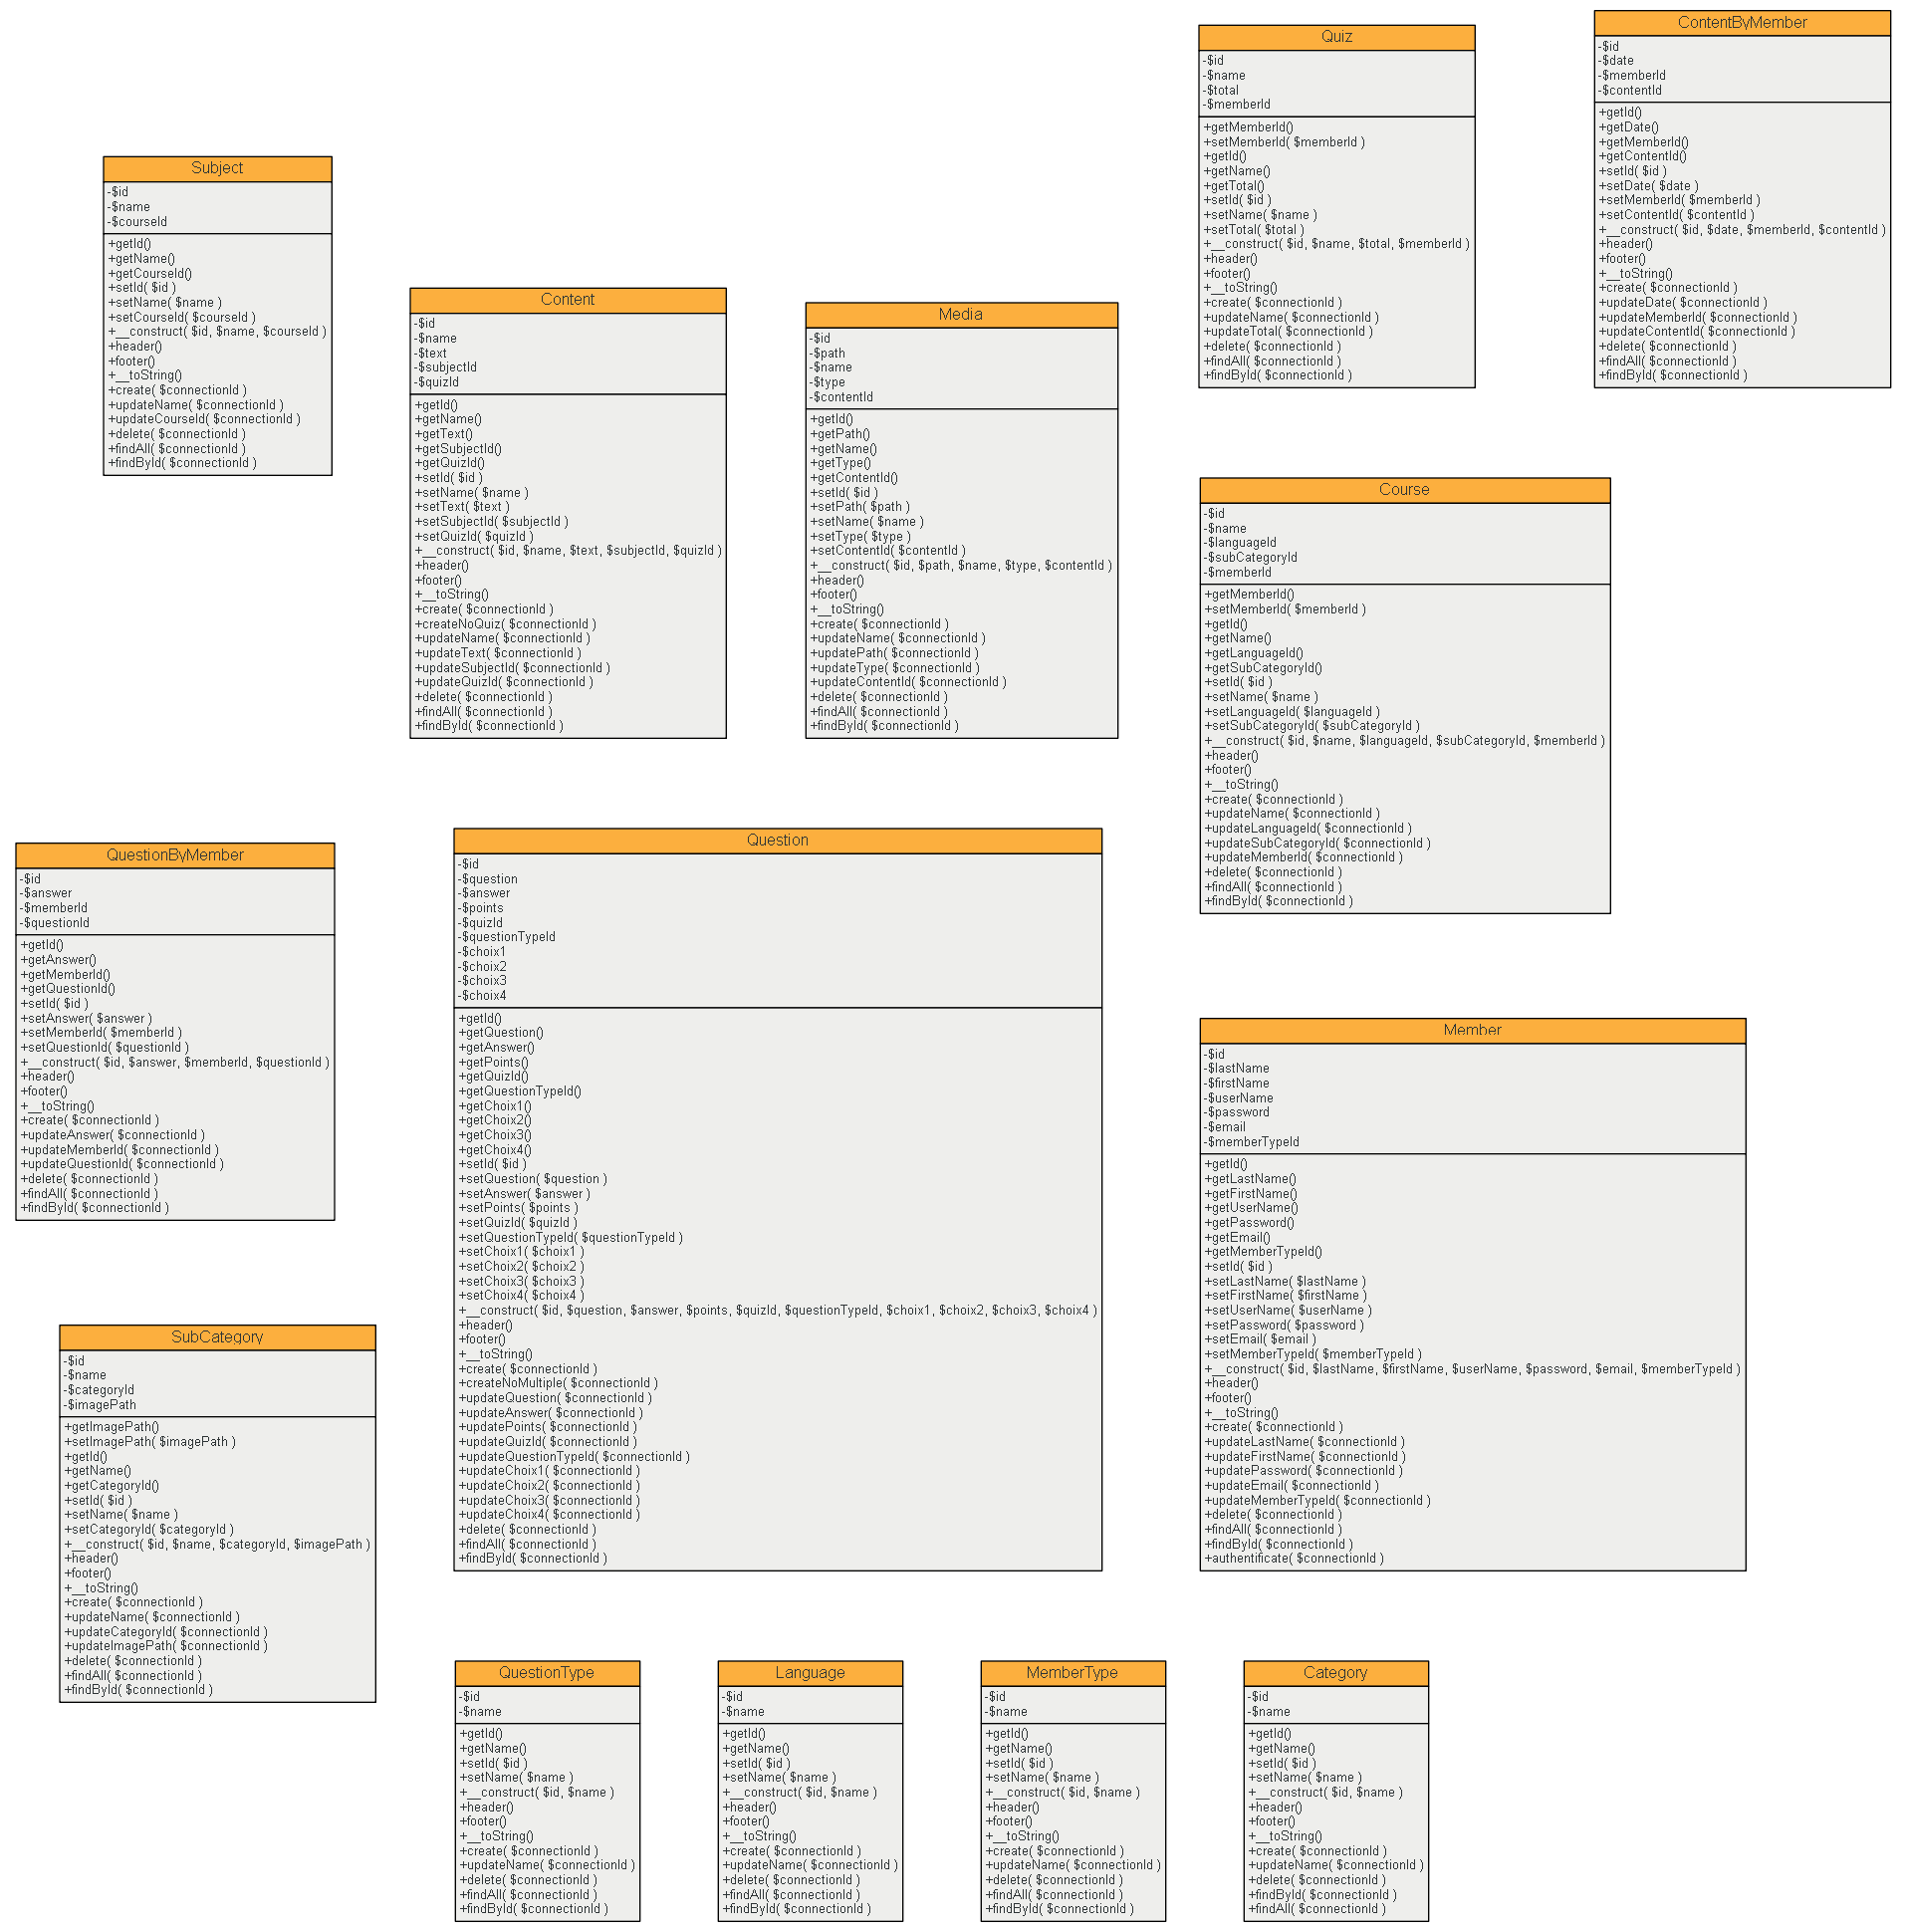 Quiz
-$id
-$name
-$total
-$memberId
+getMemberId()
+setMemberId( $memberId )
+getId()
+getName()
+getTotal()
+setId( $id )
+setName( $name )
+setTotal( $total )
+__construct( $id, $name, $total, $memberId )
+header()
+footer()
+__toString()
+create( $connectionId )
+updateName( $connectionId )
+updateTotal( $connectionId )
+delete( $connectionId )
+findAll( $connectionId )
+findById( $connectionId )
ContentByMember
-$id
-$date
-$memberId
-$contentId
+getId()
+getDate()
+getMemberId()
+getContentId()
+setId( $id )
+setDate( $date )
+setMemberId( $memberId )
+setContentId( $contentId )
+__construct( $id, $date, $memberId, $contentId )
+header()
+footer()
+__toString()
+create( $connectionId )
+updateDate( $connectionId )
+updateMemberId( $connectionId )
+updateContentId( $connectionId )
+delete( $connectionId )
+findAll( $connectionId )
+findById( $connectionId )
Subject
-$id
-$name
-$courseId
+getId()
+getName()
+getCourseId()
+setId( $id )
+setName( $name )
+setCourseId( $courseId )
+__construct( $id, $name, $courseId )
+header()
+footer()
+__toString()
+create( $connectionId )
+updateName( $connectionId )
+updateCourseId( $connectionId )
+delete( $connectionId )
+findAll( $connectionId )
+findById( $connectionId )
Content
-$id
-$name
-$text
-$subjectId
-$quizId
+getId()
+getName()
+getText()
+getSubjectId()
+getQuizId()
+setId( $id )
+setName( $name )
+setText( $text )
+setSubjectId( $subjectId )
+setQuizId( $quizId )
+__construct( $id, $name, $text, $subjectId, $quizId )
+header()
+footer()
+__toString()
+create( $connectionId )
+createNoQuiz( $connectionId )
+updateName( $connectionId )
+updateText( $connectionId )
+updateSubjectId( $connectionId )
+updateQuizId( $connectionId )
+delete( $connectionId )
+findAll( $connectionId )
+findById( $connectionId )
Media
-$id
-$path
-$name
-$type
-$contentId
+getId()
+getPath()
+getName()
+getType()
+getContentId()
+setId( $id )
+setPath( $path )
+setName( $name )
+setType( $type )
+setContentId( $contentId )
+__construct( $id, $path, $name, $type, $contentId )
+header()
+footer()
+__toString()
+create( $connectionId )
+updateName( $connectionId )
+updatePath( $connectionId )
+updateType( $connectionId )
+updateContentId( $connectionId )
+delete( $connectionId )
+findAll( $connectionId )
+findById( $connectionId )
Course
-$id
-$name
-$languageId
-$subCategoryId
-$memberId
+getMemberId()
+setMemberId( $memberId )
+getId()
+getName()
+getLanguageId()
+getSubCategoryId()
+setId( $id )
+setName( $name )
+setLanguageId( $languageId )
+setSubCategoryId( $subCategoryId )
+__construct( $id, $name, $languageId, $subCategoryId, $memberId )
+header()
+footer()
+__toString()
+create( $connectionId )
+updateName( $connectionId )
+updateLanguageId( $connectionId )
+updateSubCategoryId( $connectionId )
+updateMemberId( $connectionId )
+delete( $connectionId )
+findAll( $connectionId )
+findById( $connectionId )
QuestionByMember
-$id
-$answer
-$memberId
-$questionId
+getId()
+getAnswer()
+getMemberId()
+getQuestionId()
+setId( $id )
+setAnswer( $answer )
+setMemberId( $memberId )
+setQuestionId( $questionId )
+__construct( $id, $answer, $memberId, $questionId )
+header()
+footer()
+__toString()
+create( $connectionId )
+updateAnswer( $connectionId )
+updateMemberId( $connectionId )
+updateQuestionId( $connectionId )
+delete( $connectionId )
+findAll( $connectionId )
+findById( $connectionId )
Question
-$id
-$question
-$answer
-$points
-$quizId
-$questionTypeId
-$choix1
-$choix2
-$choix3
-$choix4
+getId()
+getQuestion()
+getAnswer()
+getPoints()
+getQuizId()
+getQuestionTypeId()
+getChoix1()
+getChoix2()
+getChoix3()
+getChoix4()
+setId( $id )
+setQuestion( $question )
+setAnswer( $answer )
+setPoints( $points )
+setQuizId( $quizId )
+setQuestionTypeId( $questionTypeId )
+setChoix1( $choix1 )
+setChoix2( $choix2 )
+setChoix3( $choix3 )
+setChoix4( $choix4 )
+__construct( $id, $question, $answer, $points, $quizId, $questionTypeId, $choix1, $choix2, $choix3, $choix4 )
+header()
+footer()
+__toString()
+create( $connectionId )
+createNoMultiple( $connectionId )
+updateQuestion( $connectionId )
+updateAnswer( $connectionId )
+updatePoints( $connectionId )
+updateQuizId( $connectionId )
+updateQuestionTypeId( $connectionId )
+updateChoix1( $connectionId )
+updateChoix2( $connectionId )
+updateChoix3( $connectionId )
+updateChoix4( $connectionId )
+delete( $connectionId )
+findAll( $connectionId )
+findById( $connectionId )
Member
-$id
-$lastName
-$firstName
-$userName
-$password
-$email
-$memberTypeId
+getId()
+getLastName()
+getFirstName()
+getUserName()
+getPassword()
+getEmail()
+getMemberTypeId()
+setId( $id )
+setLastName( $lastName )
+setFirstName( $firstName )
+setUserName( $userName )
+setPassword( $password )
+setEmail( $email )
+setMemberTypeId( $memberTypeId )
+__construct( $id, $lastName, $firstName, $userName, $password, $email, $memberTypeId )
+header()
+footer()
+__toString()
+create( $connectionId )
+updateLastName( $connectionId )
+updateFirstName( $connectionId )
+updatePassword( $connectionId )
+updateEmail( $connectionId )
+updateMemberTypeId( $connectionId )
+delete( $connectionId )
+findAll( $connectionId )
+findById( $connectionId )
+authentificate( $connectionId )
SubCategory
-$id
-$name
-$categoryId
-$imagePath
+getImagePath()
+setImagePath( $imagePath )
+getId()
+getName()
+getCategoryId()
+setId( $id )
+setName( $name )
+setCategoryId( $categoryId )
+__construct( $id, $name, $categoryId, $imagePath )
+header()
+footer()
+__toString()
+create( $connectionId )
+updateName( $connectionId )
+updateCategoryId( $connectionId )
+updateImagePath( $connectionId )
+delete( $connectionId )
+findAll( $connectionId )
+findById( $connectionId )
QuestionType
-$id
-$name
+getId()
+getName()
+setId( $id )
+setName( $name )
+__construct( $id, $name )
+header()
+footer()
+__toString()
+create( $connectionId )
+updateName( $connectionId )
+delete( $connectionId )
+findAll( $connectionId )
+findById( $connectionId )
Language
-$id
-$name
+getId()
+getName()
+setId( $id )
+setName( $name )
+__construct( $id, $name )
+header()
+footer()
+__toString()
+create( $connectionId )
+updateName( $connectionId )
+delete( $connectionId )
+findAll( $connectionId )
+findById( $connectionId )
MemberType
-$id
-$name
+getId()
+getName()
+setId( $id )
+setName( $name )
+__construct( $id, $name )
+header()
+footer()
+__toString()
+create( $connectionId )
+updateName( $connectionId )
+delete( $connectionId )
+findAll( $connectionId )
+findById( $connectionId )
Category
-$id
-$name
+getId()
+getName()
+setId( $id )
+setName( $name )
+__construct( $id, $name )
+header()
+footer()
+__toString()
+create( $connectionId )
+updateName( $connectionId )
+delete( $connectionId )
+findById( $connectionId )
+findAll( $connectionId )